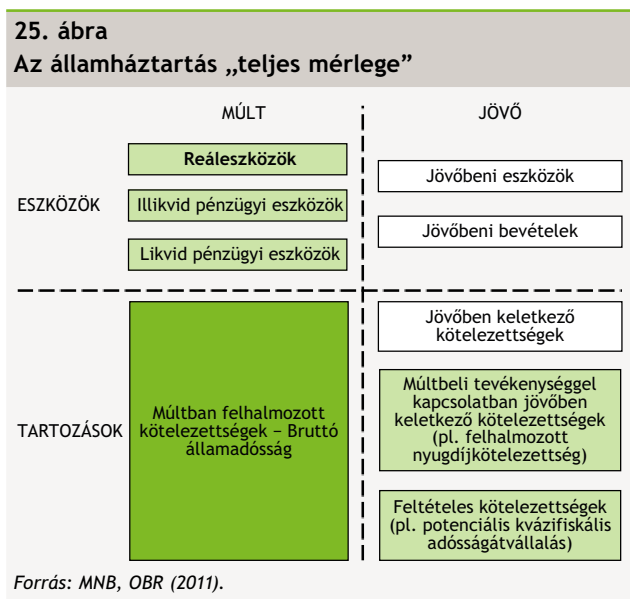 25. ábra
Az államháztartás „teljes mérlege”
MÚLT
JÖVŐ
ESZKÖZÖK
Reáleszközök
Illikvid pénzügyi eszközök
Likvid pénzügyi eszközök
Jövőbeni eszközök
Jövőbeni bevételek
TARTOZÁSOK
Múltban felhalmozott
kötelezettségek – Bruttó
államadósság
Jövőben keletkező
kötelezettségek
Múltbeli tevékenységgel
kapcsolatban jövőben
keletkező kötelezettségek
(pl. felhalmozott
nyugdíjkötelezettség)
Feltételes kötelezettségek
(pl. potenciális kvázifiskális
adósságátvállalás)
Forrás: MNB, OBR (2011).